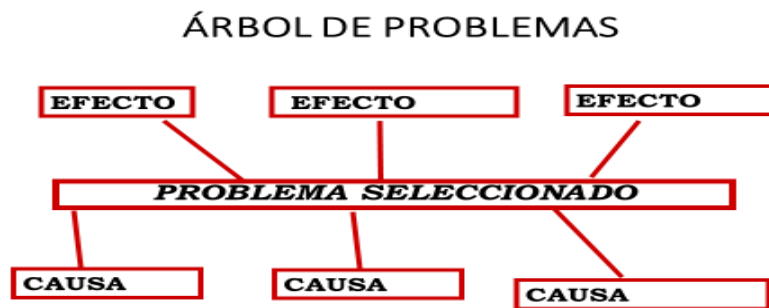 ÁRBOL DE PROBLEMAS
EFECTO
EFECTO
EFECTO
PROBLEMA SELECCIONADO
CAUSA
CAUSA
CAUSA